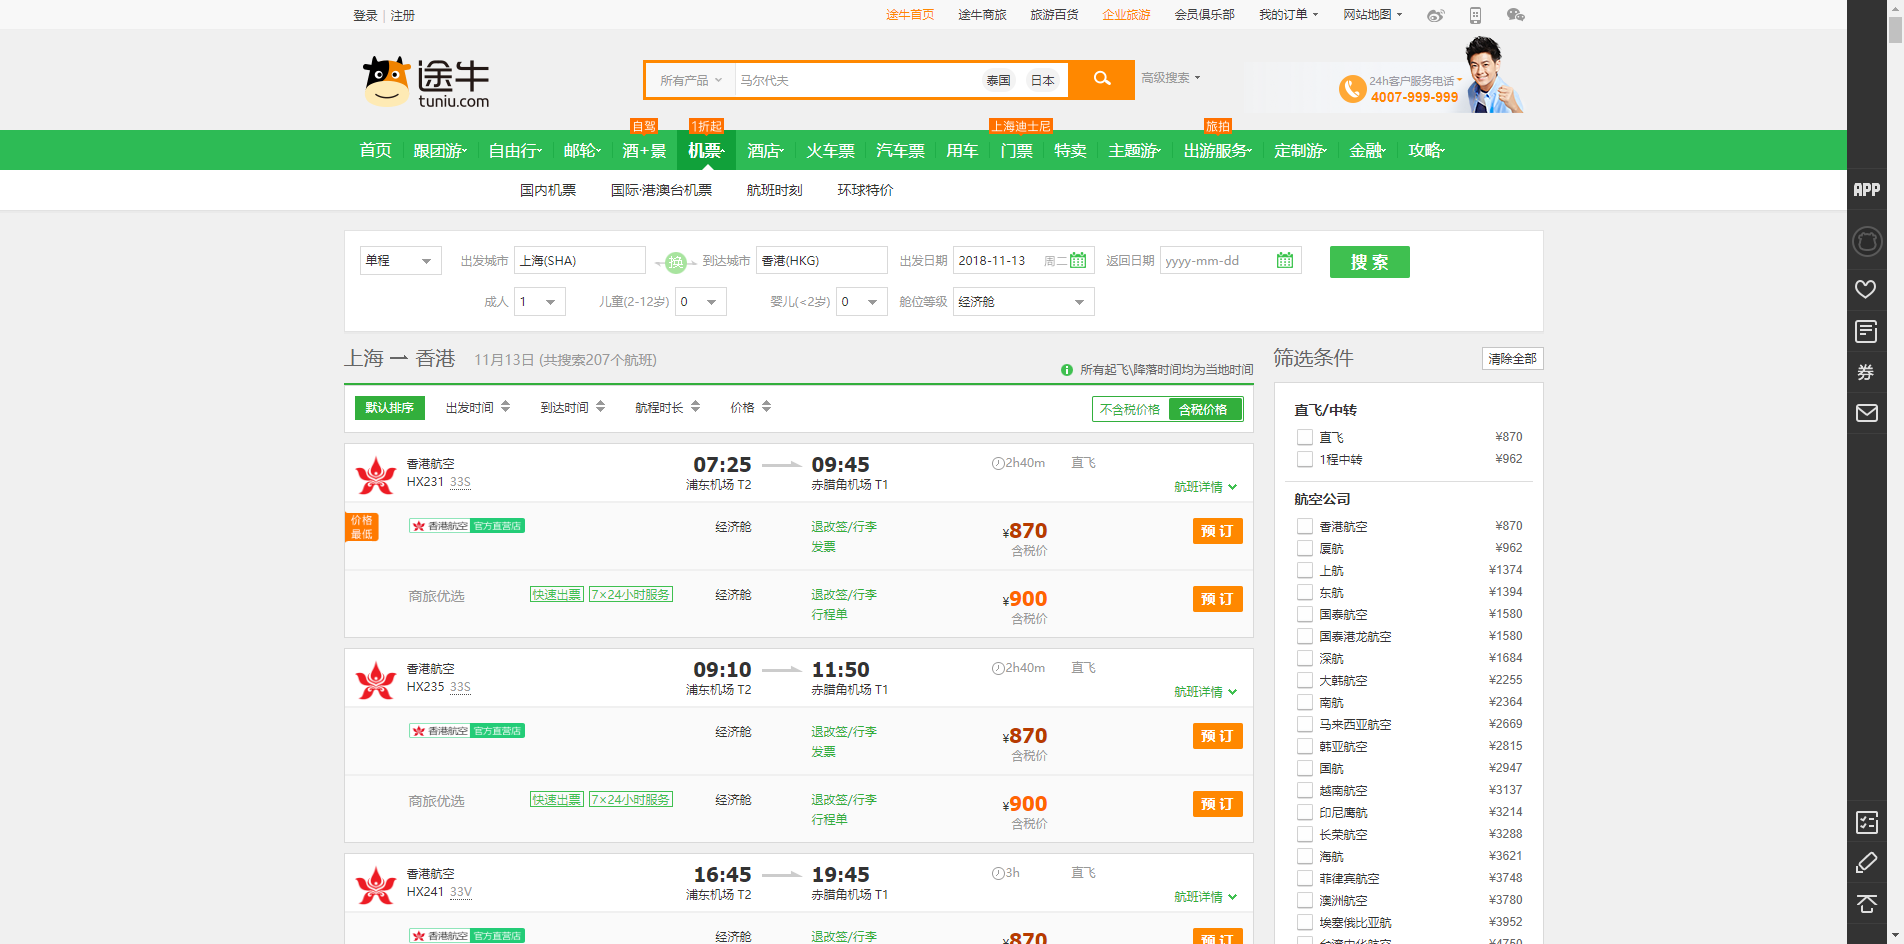 登录 | 注册
途牛首页 途牛商旅 旅游百货 企业旅游 会员俱乐部 我的订单 网站地图
途牛
tuniu.com
所有产品 马尔代夫 泰国 日本 高级搜索
24h客户服务电话
4007-999-999
自驾 1折起 上海迪士尼 旅拍
首页 跟团游 自由行 邮轮 酒+景 机票 酒店 火车票 汽车票 用车 门票 特卖 主题游 出游服务 定制游 金融 攻略
国内机票 国际·港澳台机票 航班时刻 环球特价
APP
券
单程 出发城市 上海(SHA) 换 到达城市 香港(HKG) 出发日期 2018-11-13 周二 返回日期 yyyy-mm-dd 搜 索
成人 1 儿童(2-12岁) 0 婴儿(<2岁) 0 舱位等级 经济舱
上海 香港 11月13日 (共搜索207个航班)
所有起飞\降落时间均为当地时间
默认排序 出发时间 到达时间 航程时长 价格 不含税价格 含税价格
香港航空 07:25 09:45 2h40m 直飞
HX231 33S 浦东机场 T2 赤腊角机场 T1 航班详情
价格
最低
香港航空 官方直营店 经济舱 退改签/行李 ¥870 预 订
发票 含税价
商旅优选 快速出票 7×24小时服务 经济舱 退改签/行李 ¥900 预 订
行程单 含税价
香港航空 09:10 11:50 2h40m 直飞
HX235 33S 浦东机场 T2 赤腊角机场 T1 航班详情
香港航空 官方直营店 经济舱 退改签/行李 ¥870 预 订
发票 含税价
商旅优选 快速出票 7×24小时服务 经济舱 退改签/行李 ¥900 预 订
行程单 含税价
香港航空 16:45 19:45 3h 直飞
HX241 33V 浦东机场 T2 赤腊角机场 T1 航班详情
香港航空 官方直营店 经济舱 退改签/行李 ¥870 预 订
筛选条件 清除全部
直飞/中转
直飞 ¥870
1程中转 ¥962
航空公司
香港航空 ¥870
厦航 ¥962
上航 ¥1374
东航 ¥1394
国泰航空 ¥1580
国泰港龙航空 ¥1580
深航 ¥1684
大韩航空 ¥2255
南航 ¥2364
马来西亚航空 ¥2669
韩亚航空 ¥2815
国航 ¥2947
越南航空 ¥3137
印尼鹰航 ¥3214
长荣航空 ¥3288
海航 ¥3621
菲律宾航空 ¥3748
澳洲航空 ¥3780
埃塞俄比亚航 ¥3952
台湾中华航空 ¥4750